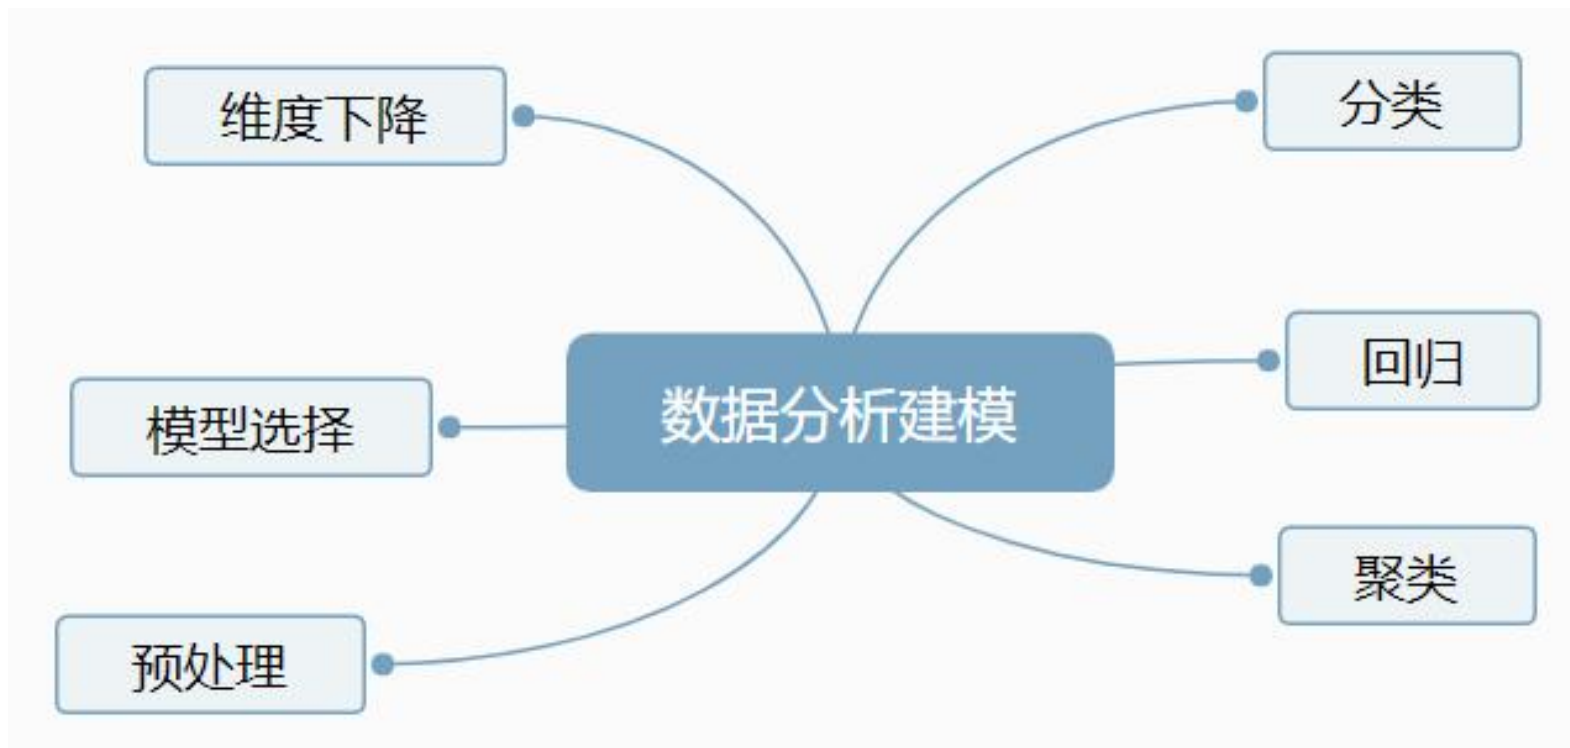 维度下降
分类
回归
数据分析建模
模型选择
聚类
预处理